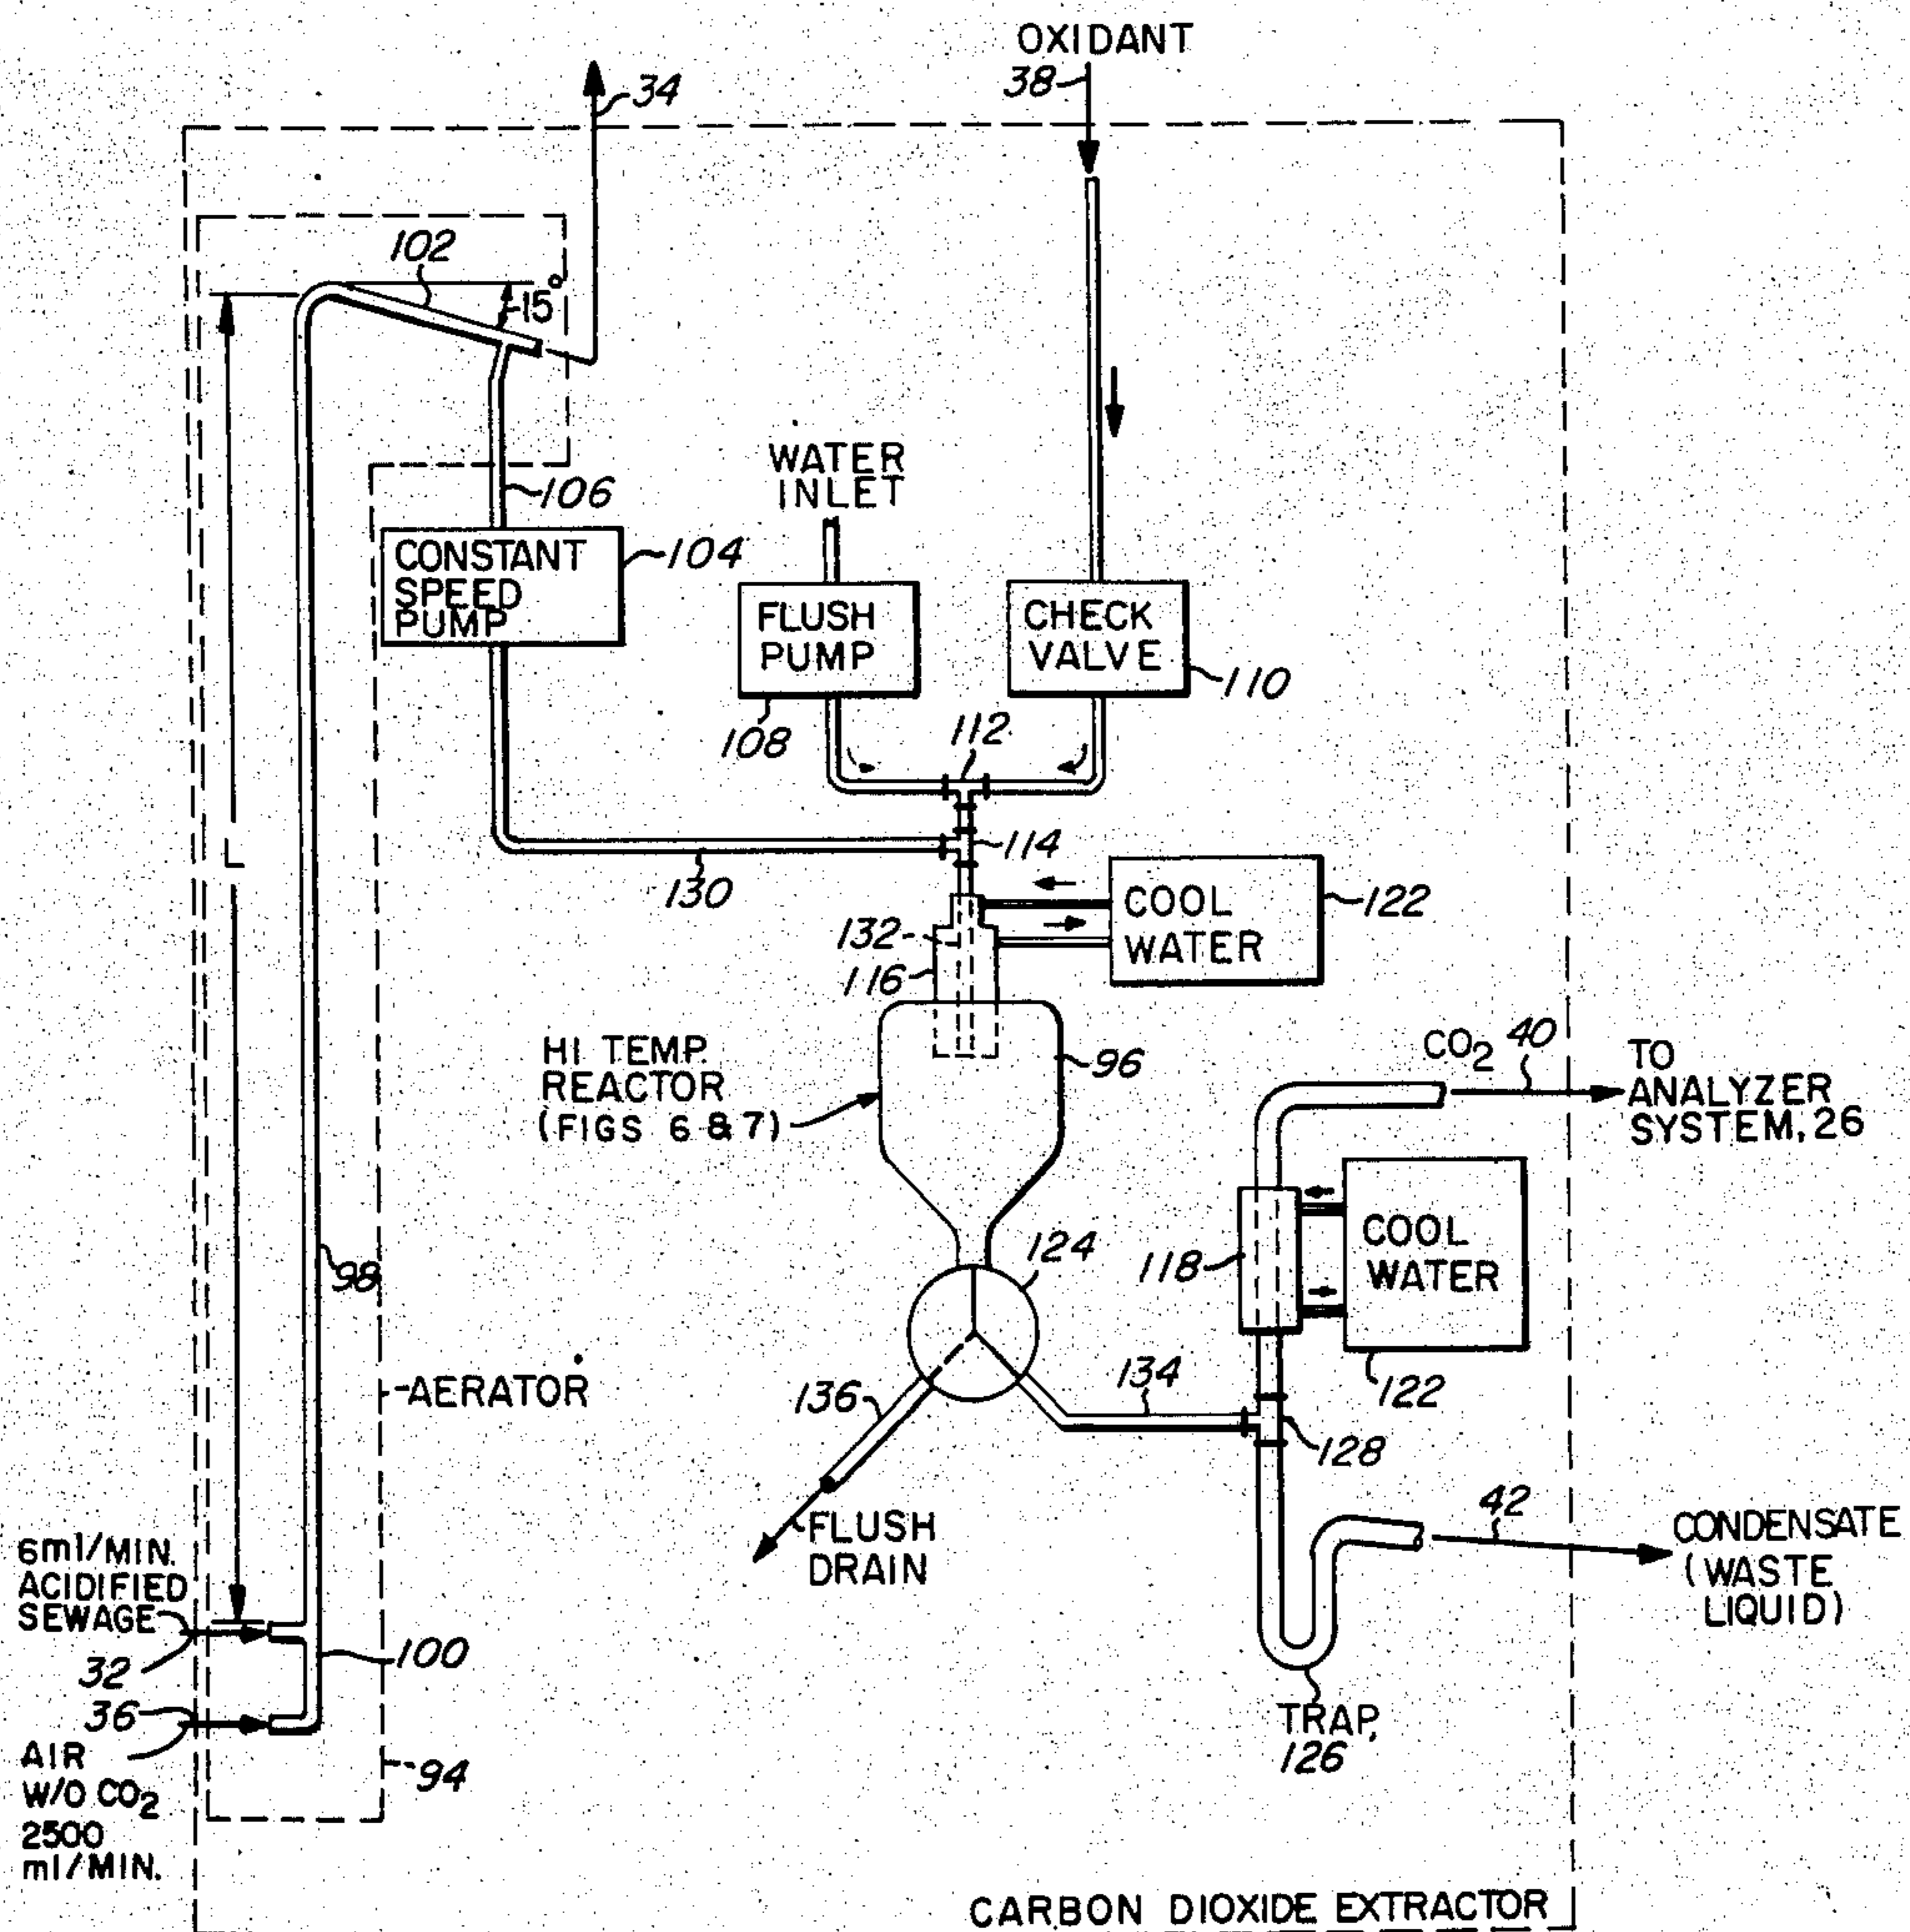 OXIDANT
38
34
102
15°
WATER
INLET
106
CONSTANT
SPEED
PUMP
104
FLUSH
PUMP
CHECK
VALVE
110
108
112
114
L
130
COOL
WATER
122
132
116
HI TEMP.
REACTOR
(FIGS 6 & 7)
96
CO2 40
TO
ANALYZER
SYSTEM, 26
COOL
WATER
118
122
124
98
134
AERATOR
136
128
FLUSH
DRAIN
42
CONDENSATE
(WASTE
LIQUID)
6ml/MIN.
ACIDIFIED
SEWAGE
32
100
36
AIR
W/O CO2
2500
ml/MIN.
94
TRAP,
126
CARBON DIOXIDE EXTRACTOR